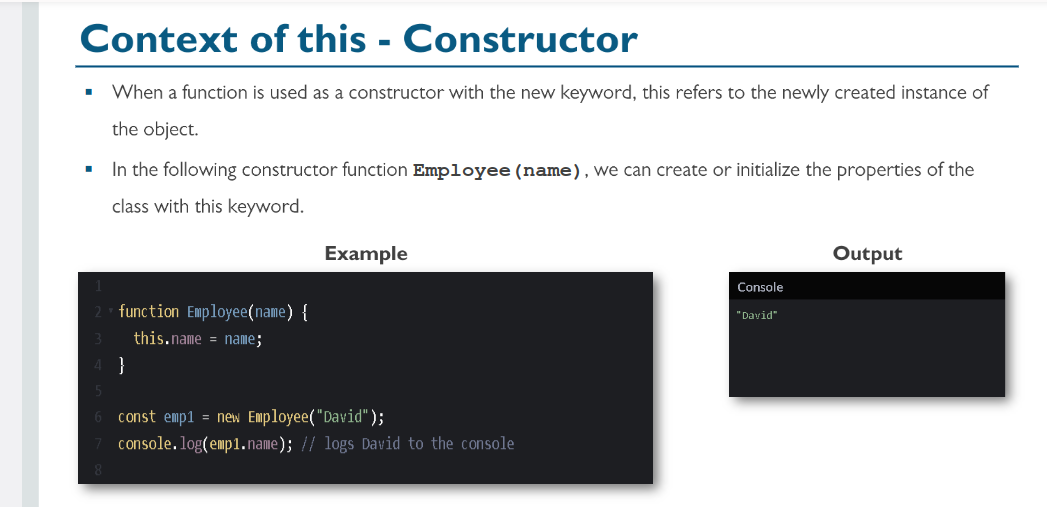 Context of this - Constructor
▪ When a function is used as a constructor with the new keyword, this refers to the newly created instance of
the object.
▪ In the following constructor function Employee(name), we can create or initialize the properties of the
class with this keyword.
Example
1
2 function Employee(name) {
3 this.name = name;
4 }
5
6 const emp1 = new Employee("David");
7 console.log(emp1.name); // logs David to the console
8
Output
Console
"David"